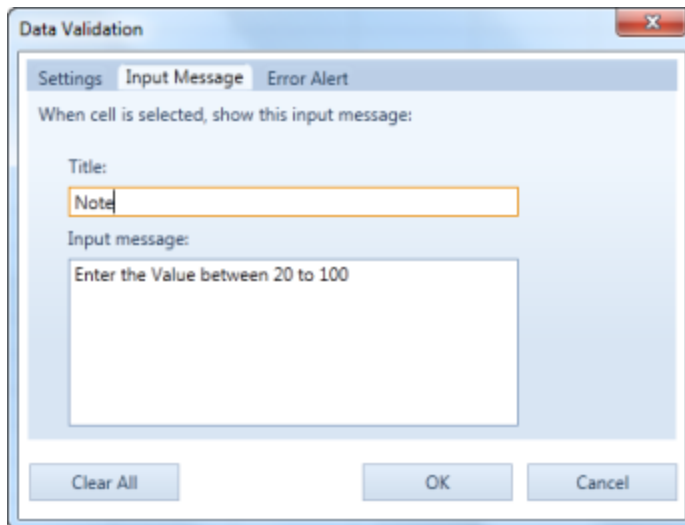 Data Validation
Settings Input Message Error Alert
When cell is selected, show this input message:
Title:
Note
Input message:
Enter the Value between 20 to 100
Clear All OK Cancel